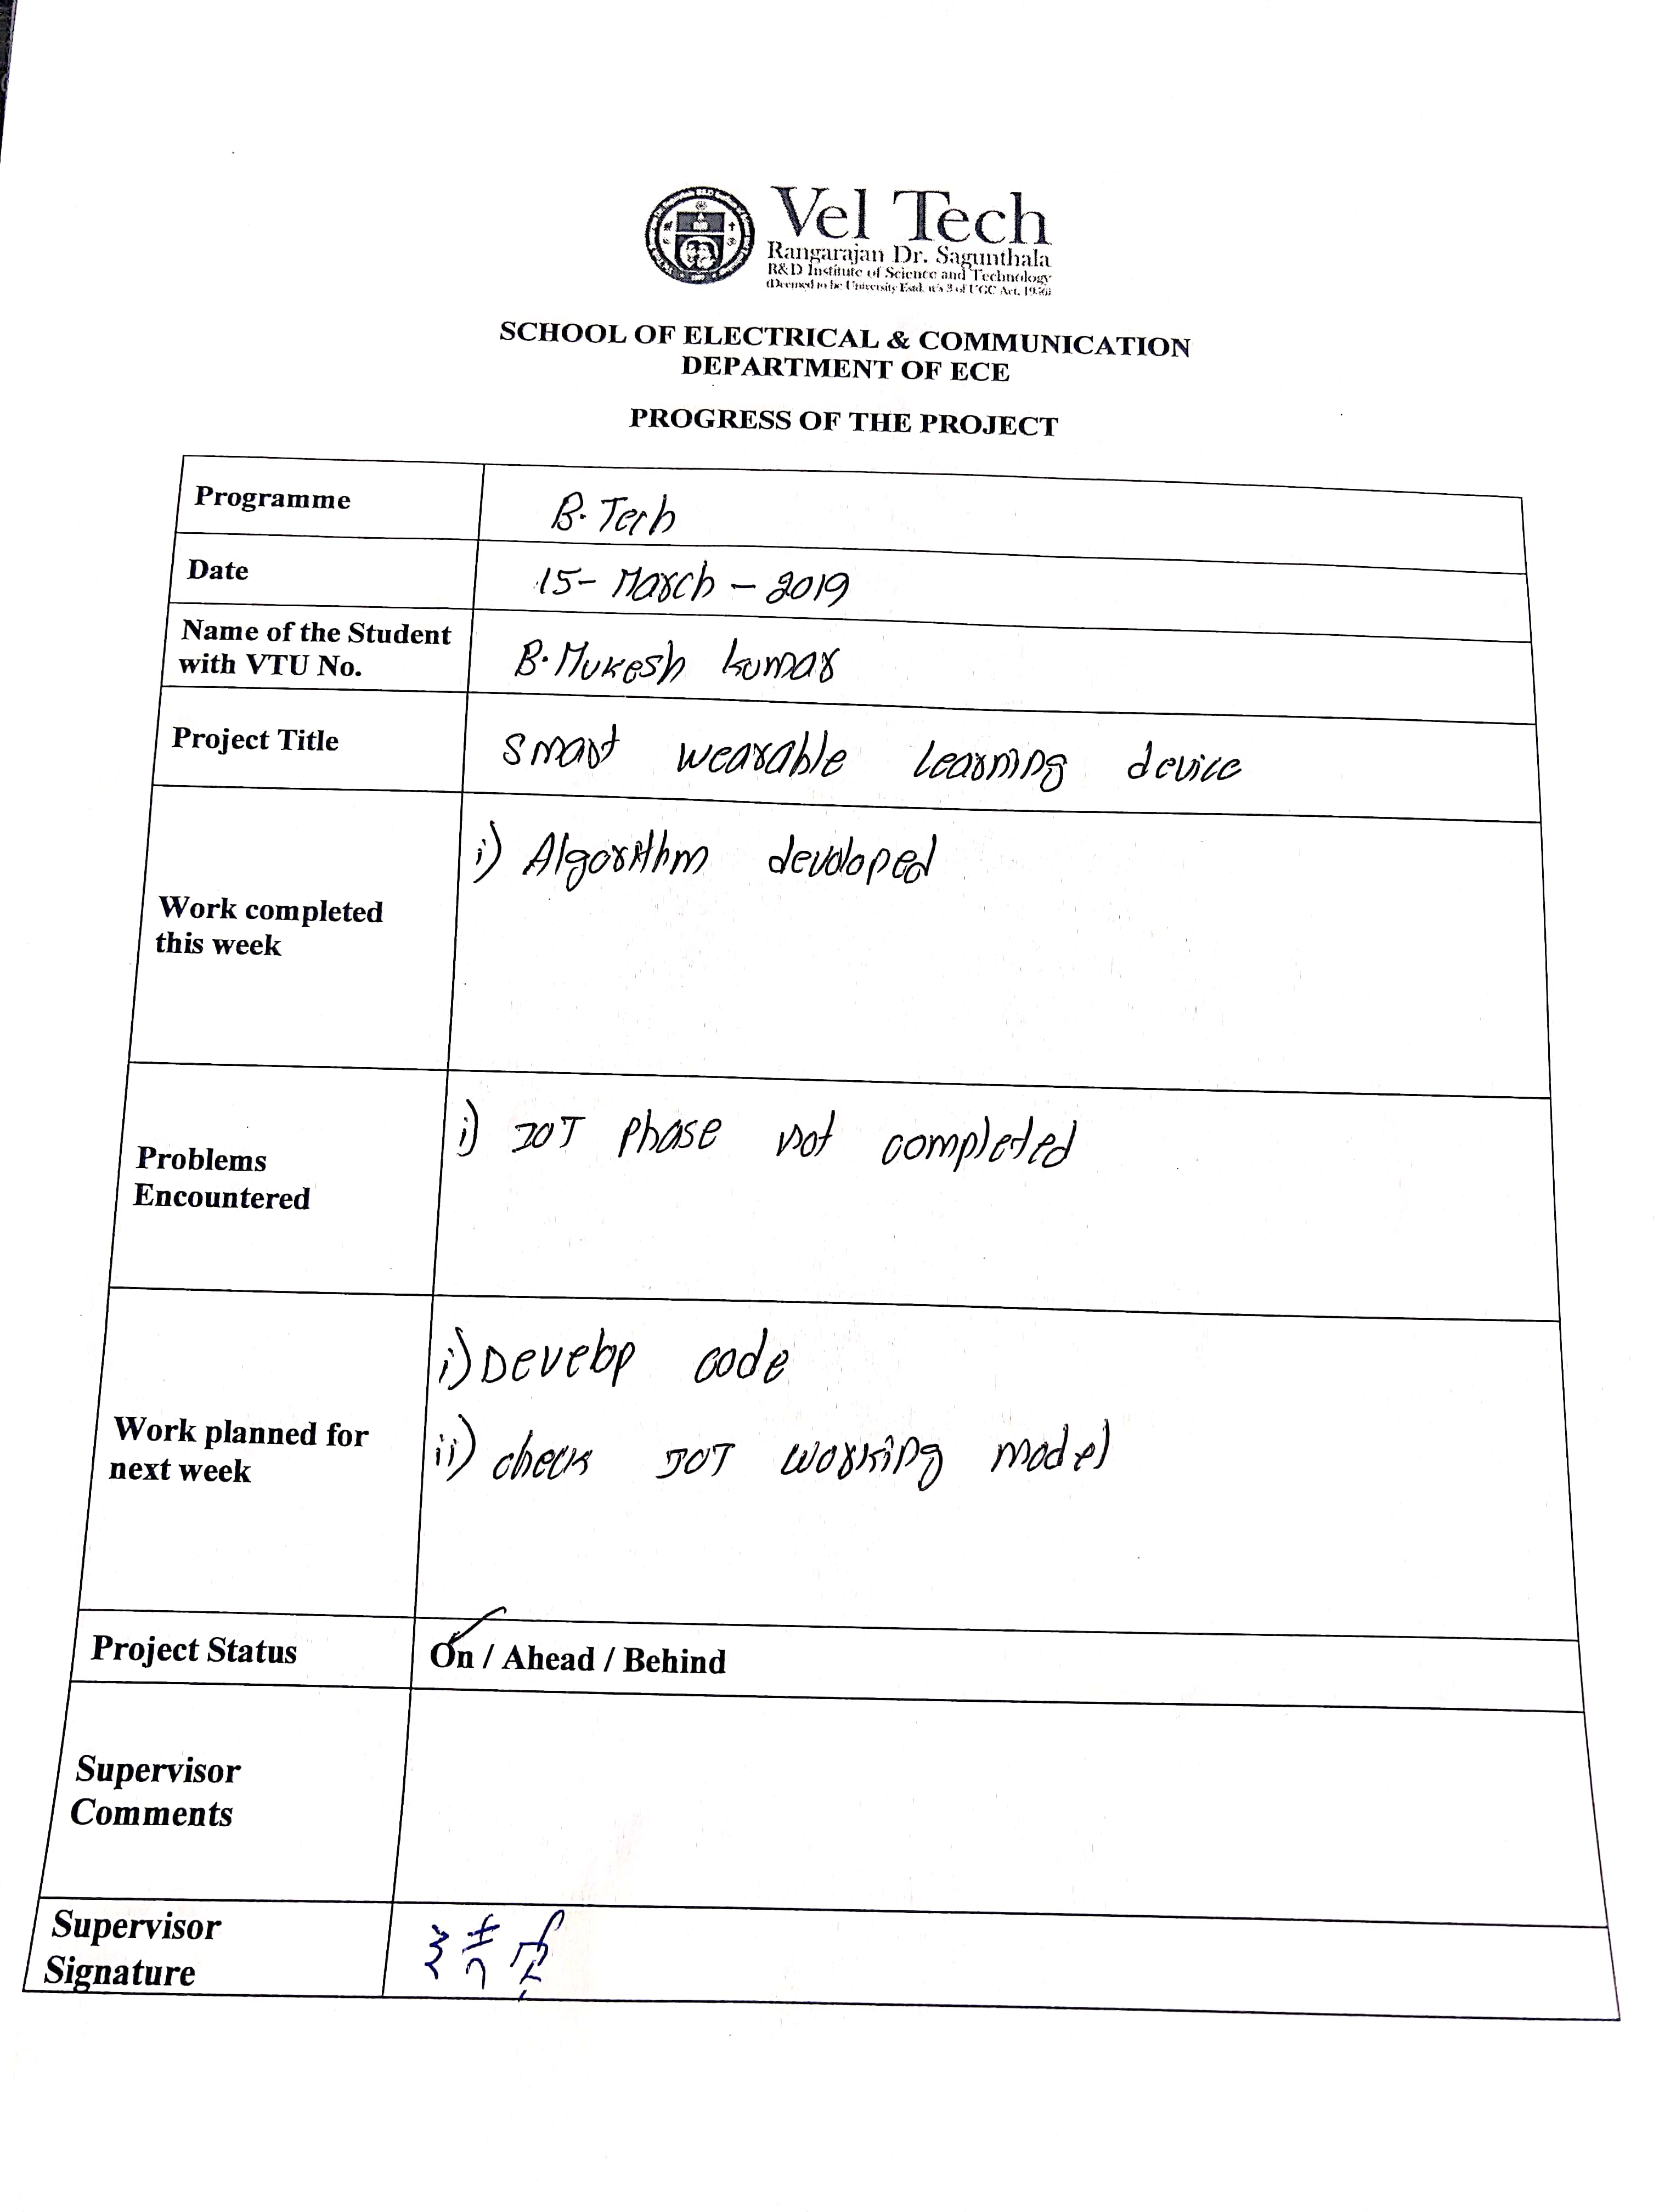 Vel Tech
Rangarajan Dr. Sagunthala
R&D Institute of Science and Technology
(Deemed to be University Estd. u/s 3 of UGC Act, 1956)
SCHOOL OF ELECTRICAL & COMMUNICATION
DEPARTMENT OF ECE
PROGRESS OF THE PROJECT
Programme
B. Tech
Date
15 - March - 2019
Name of the Student
with VTU No.
B. Mukesh kumar
Project Title
smart wearable learning device
Work completed
this week
i) Algorithm developed
Problems
Encountered
i) IOT phase not completed
Work planned for
next week
i) Develop code
ii) check IOT working model
Project Status
On / Ahead / Behind
Supervisor
Comments
Supervisor
Signature